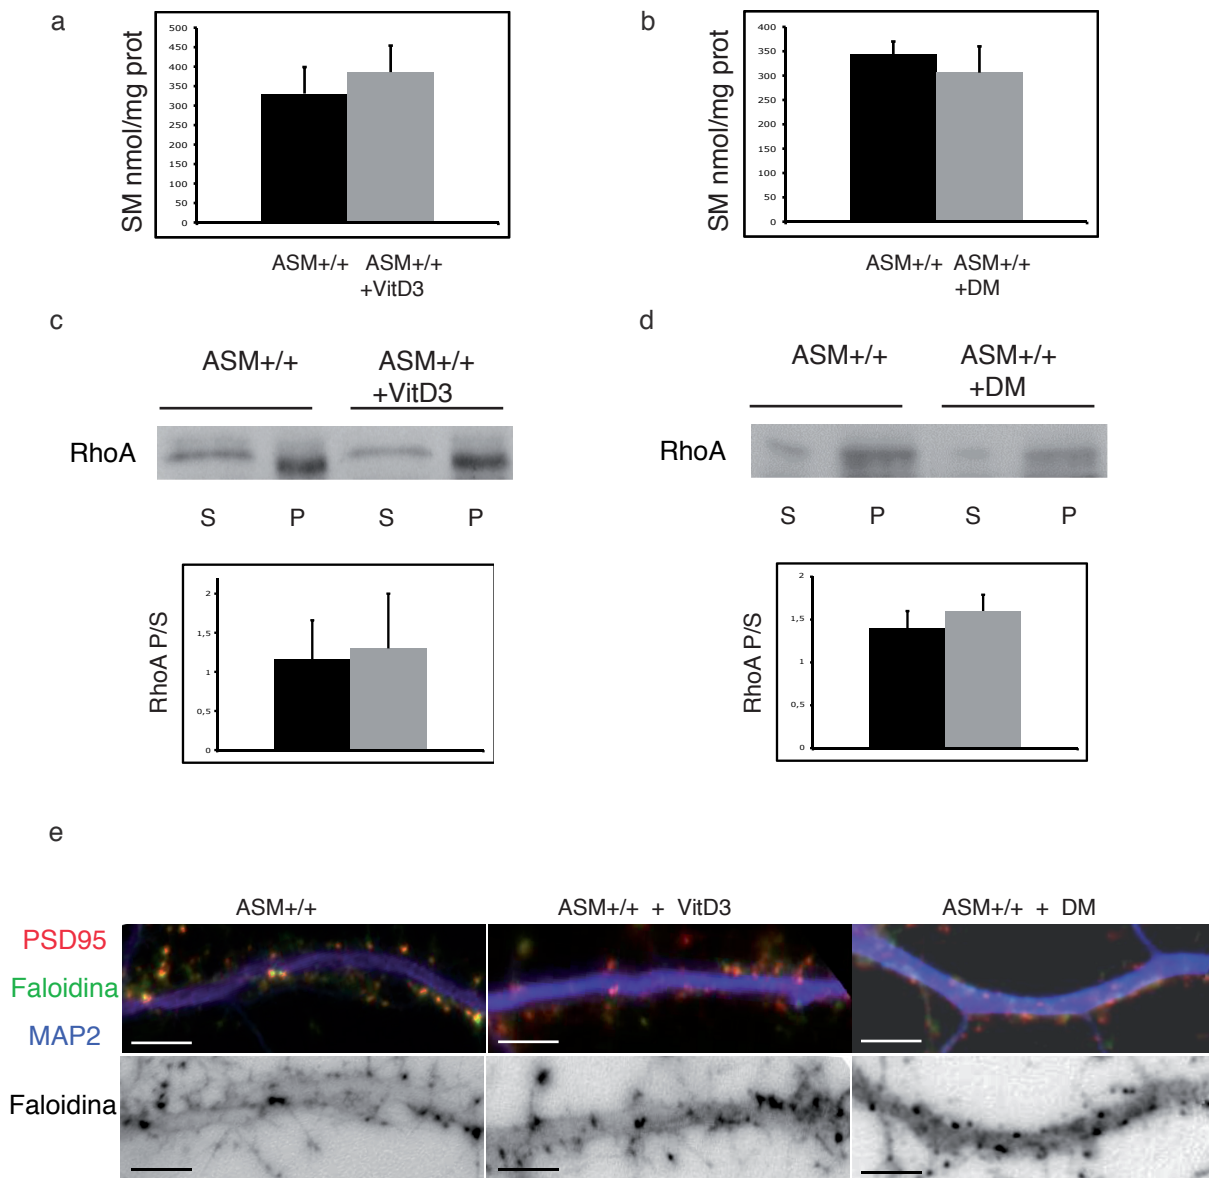 a
SM nmol/mg prot
500
450
400
350
300
250
200
150
100
50
0
ASM+/+ ASM+/+
+VitD3
b
SM nmol/mg prot
400
350
300
250
200
150
100
50
0
ASM+/+ ASM+/+
+DM
c
ASM+/+ ASM+/+
+VitD3
RhoA
S P S P
RhoA P/S
2
1,5
1
0,5
0
d
ASM+/+ ASM+/+
+DM
RhoA
S P S P
RhoA P/S
2
1,5
1
0,5
0
e
ASM+/+ ASM+/+ + VitD3 ASM+/+ + DM
PSD95
Faloidina
MAP2
Faloidina